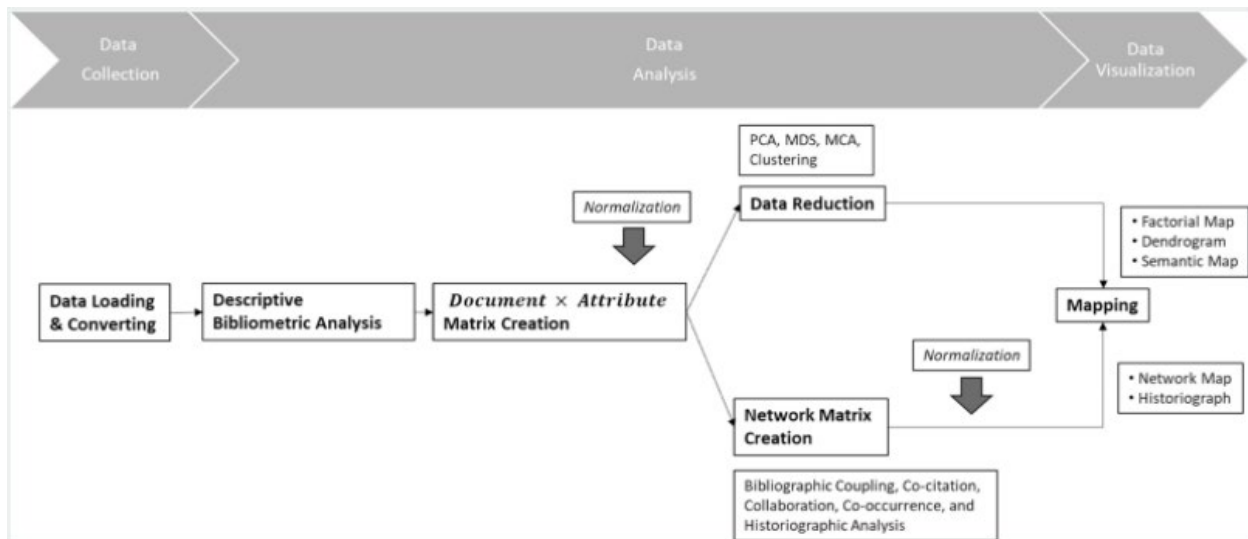 Data
Collection
Data
Analysis
Data
Visualization
PCA, MDS, MCA,
Clustering
Normalization
Data Reduction
• Factorial Map
• Dendrogram
• Semantic Map
Data Loading
& Converting
Descriptive
Bibliometric Analysis
Document × Attribute
Matrix Creation
Mapping
Normalization
• Network Map
• Historiograph
Network Matrix
Creation
Bibliographic Coupling, Co-citation,
Collaboration, Co-occurrence, and
Historiographic Analysis